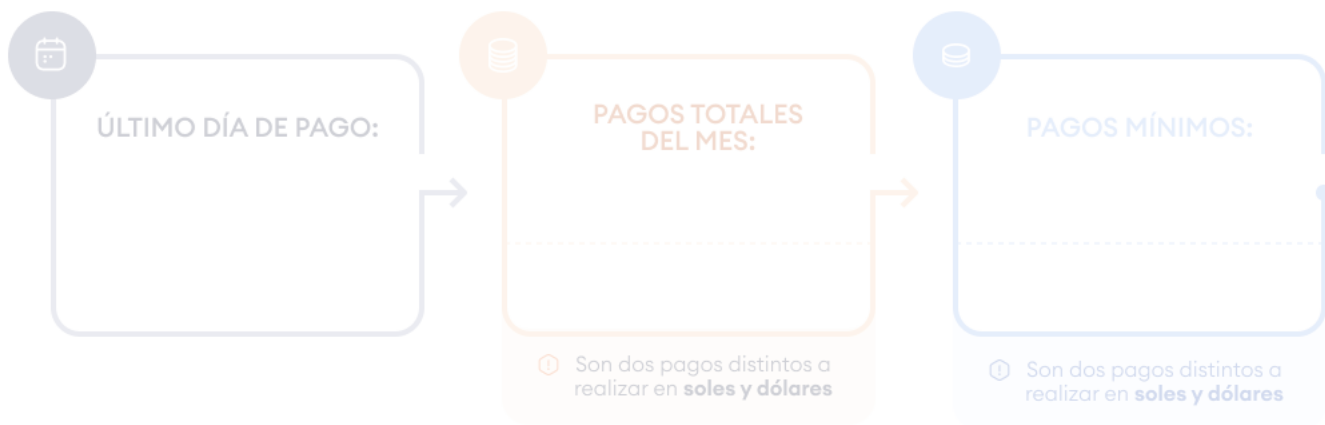 ÚLTIMO DÍA DE PAGO:
PAGOS TOTALES
DEL MES:
Son dos pagos distintos a
realizar en soles y dólares
PAGOS MÍNIMOS:
Son dos pagos distintos a
realizar en soles y dólares